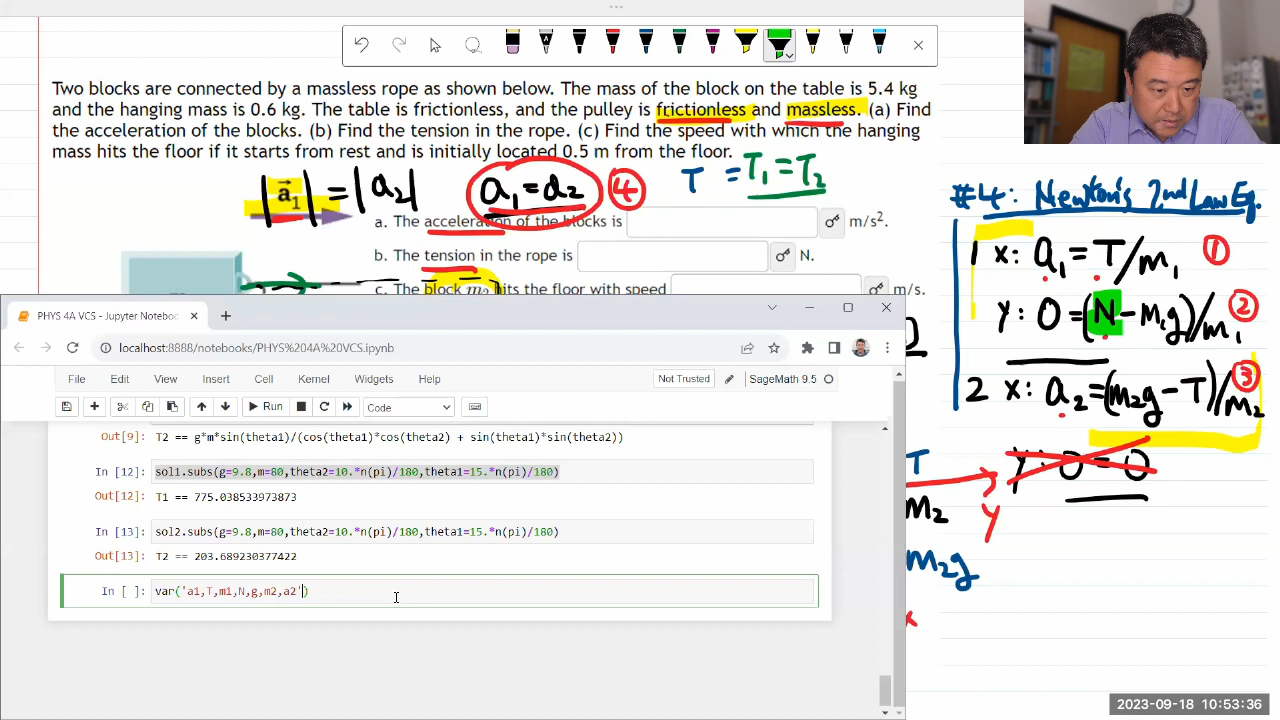 Two blocks are connected by a massless rope as shown below. The mass of the block on the table is 5.4 kg
and the hanging mass is 0.6 kg. The table is frictionless, and the pulley is frictionless and massless. (a) Find
the acceleration of the blocks. (b) Find the tension in the rope. (c) Find the speed with which the hanging
mass hits the floor if it starts from rest and is initially located 0.5 m from the floor.
|a⃗₁| = |a₂|
a₁ = a₂ ④
T = T₁ = T₂
a. The acceleration of the blocks is
m/s².
b. The tension in the rope is
N.
c. The block m₂ hits the floor with speed
m/s.
#4: Newton's 2nd Law Eq.
1 x: a₁ = T/m₁ ①
y: 0 = (N - m₁g)/m₁ ②
2 x: a₂ = (m₂g - T)/m₂ ③
y: 0 = 0
T
m₂
y
m₂g
x
PHYS 4A VCS - Jupyter Noteboo
localhost:8888/notebooks/PHYS%204A%20VCS.ipynb
File Edit View Insert Cell Kernel Widgets Help
Not Trusted
SageMath 9.5
Run
Code
Out[9]: T2 == g*m*sin(theta1)/(cos(theta1)*cos(theta2) + sin(theta1)*sin(theta2))
In [12]: sol1.subs(g=9.8,m=80,theta2=10.*n(pi)/180,theta1=15.*n(pi)/180)
Out[12]: T1 == 775.038533973873
In [13]: sol2.subs(g=9.8,m=80,theta2=10.*n(pi)/180,theta1=15.*n(pi)/180)
Out[13]: T2 == 203.689230377422
In [ ]: var('a1,T,m1,N,g,m2,a2')
2023-09-18 10:53:36